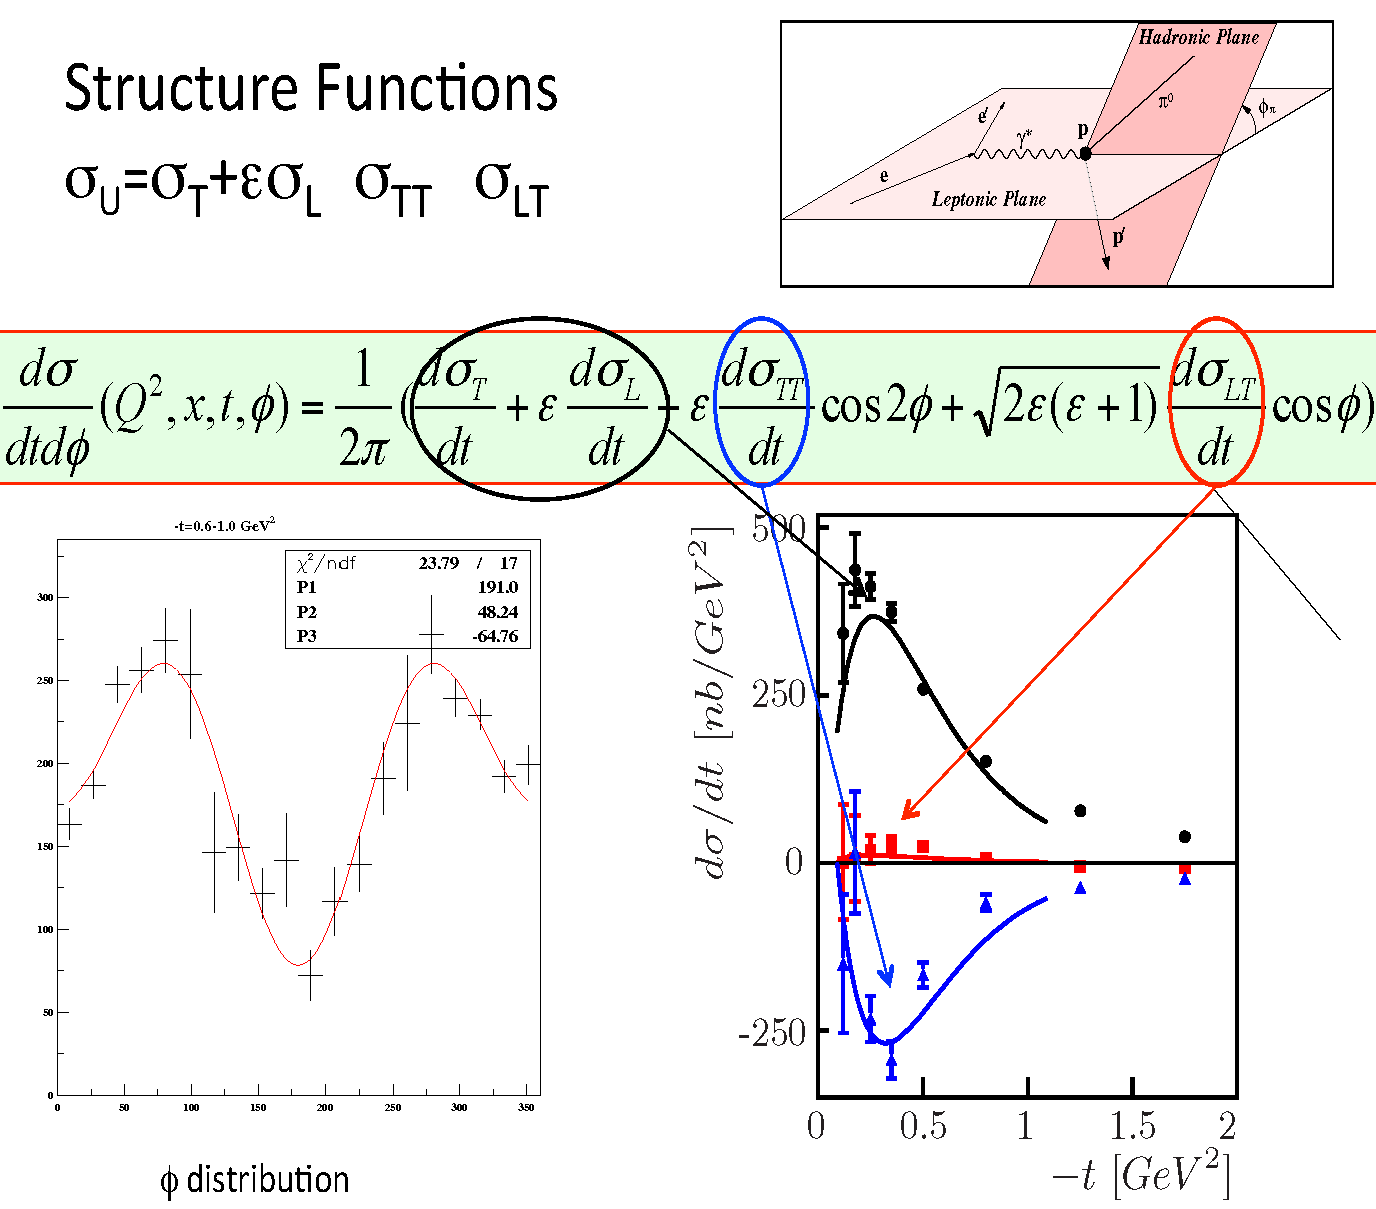 Structure Functions
σU=σT+εσL σTT σLT
Hadronic Plane
π0
ϕπ
e′
γ*
p
e
Leptonic Plane
p′
dσ/dtdϕ (Q², x, t, ϕ) = 1/2π (dσT/dt + ε dσL/dt + ε dσTT/dt cos2ϕ + √2ε(ε+1) dσLT/dt cosϕ)
-t=0.6-1.0 GeV²
χ²/ndf 23.79 / 17
P1 191.0
P2 48.24
P3 -64.76
300
250
200
150
100
50
0
0 50 100 150 200 250 300 350
ϕ distribution
dσ/dt [nb/GeV²]
500
250
0
-250
0 0.5 1 1.5 2
−t [GeV²]